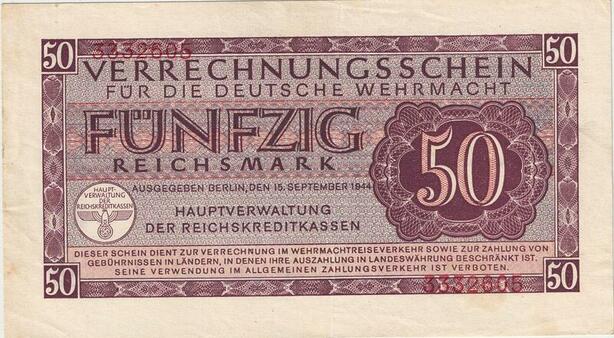 50 3332605 50
VERRECHNUNGSSCHEIN
FÜR DIE DEUTSCHE WEHRMACHT
FÜNFZIG
REICHSMARK
50
AUSGEGEBEN BERLIN, DEN 15. SEPTEMBER 1944
HAUPTVERWALTUNG
DER REICHSKREDITKASSEN
HAUPT-
VERWALTUNG
DER
REICHSKREDITKASSEN
DIESER SCHEIN DIENT ZUR VERRECHNUNG IM WEHRMACHTREISEVERKEHR SOWIE ZUR ZAHLUNG VON
GEBÜHRNISSEN IN LÄNDERN, IN DENEN IHRE AUSZAHLUNG IN LANDESWÄHRUNG BESCHRÄNKT IST.
SEINE VERWENDUNG IM ALLGEMEINEN ZAHLUNGSVERKEHR IST VERBOTEN.
50 3332605 50